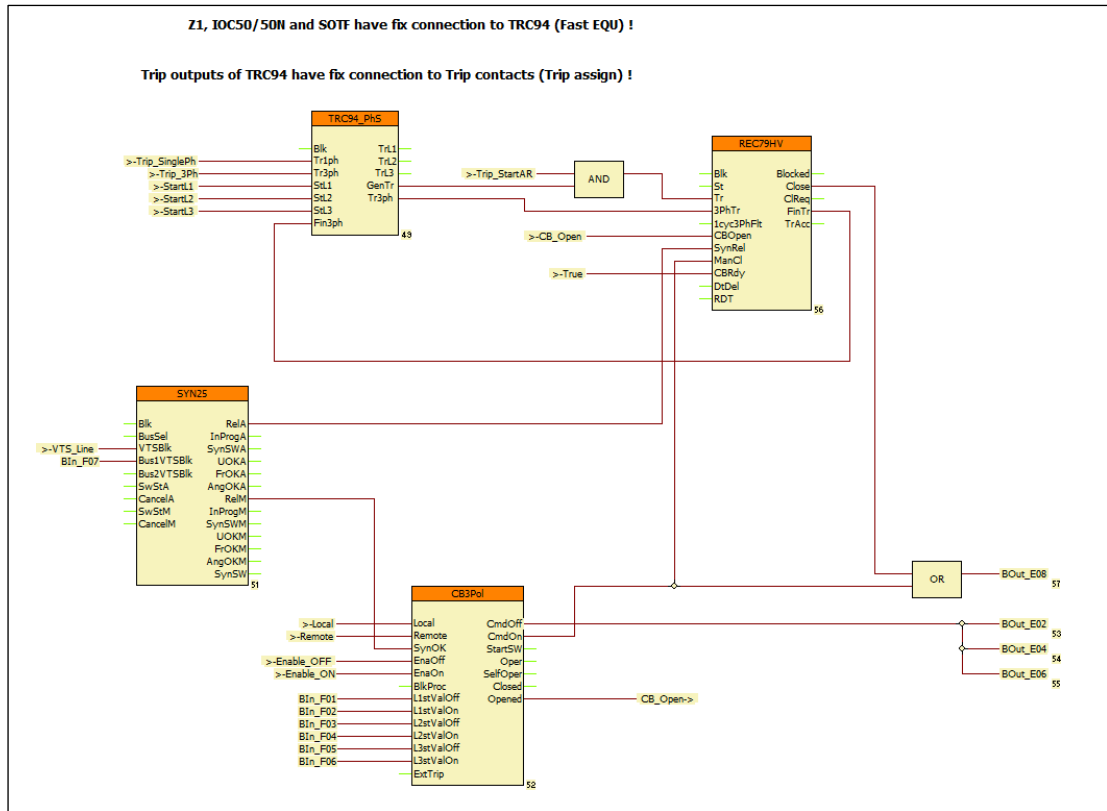 Z1, IOC50/50N and SOTF have fix connection to TRC94 (Fast EQU) !
Trip outputs of TRC94 have fix connection to Trip contacts (Trip assign) !
TRC94_PhS
Blk TrL1
>-Trip_SinglePh Tr1ph TrL2
>-Trip_3Ph Tr3ph TrL3
>-StartL1 StL1 GenTr
>-StartL2 StL2 Tr3ph
>-StartL3 StL3
Fin3ph
49
>-Trip_StartAR
AND
REC79HV
Blk Blocked
St Close
Tr ClReq
3PhTr FinTr
1cyc3PhFlt TrAcc
>-CB_Open CBOpen
SynRel
ManCl
>-True CBRdy
DtDel
RDT
56
SYN25
Blk RelA
BusSel InProgA
>-VTS_Line VTSBlk SynSWA
BIn_F07 Bus1VTSBlk UOKA
Bus2VTSBlk FrOKA
SwStA AngOKA
CancelA RelM
SwStM InProgM
CancelM SynSWM
UOKM
FrOKM
AngOKM
SynSW
51
CB3Pol
>-Local Local CmdOff
>-Remote Remote CmdOn
SynOK StartSW
>-Enable_OFF EnaOff Oper
>-Enable_ON EnaOn SelfOper
BlkProc Closed
BIn_F01 L1stValOff Opened CB_Open->
BIn_F02 L1stValOn
BIn_F03 L2stValOff
BIn_F04 L2stValOn
BIn_F05 L3stValOff
BIn_F06 L3stValOn
ExtTrip
52
OR
BOut_E08
57
BOut_E02
53
BOut_E04
54
BOut_E06
55